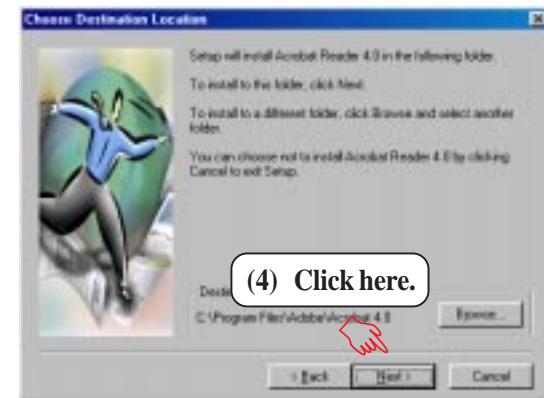 Choose Destination Location
Setup will install Acrobat Reader 4.0 in the following folder.
To install to this folder, click Next.
To install to a different folder, click Browse and select another
folder.
You can choose not to install Acrobat Reader 4.0 by clicking
Cancel to exit Setup.
(4) Click here.
C:\Program Files\Adobe\Acrobat 4.0
Browse...
< Back
Next >
Cancel